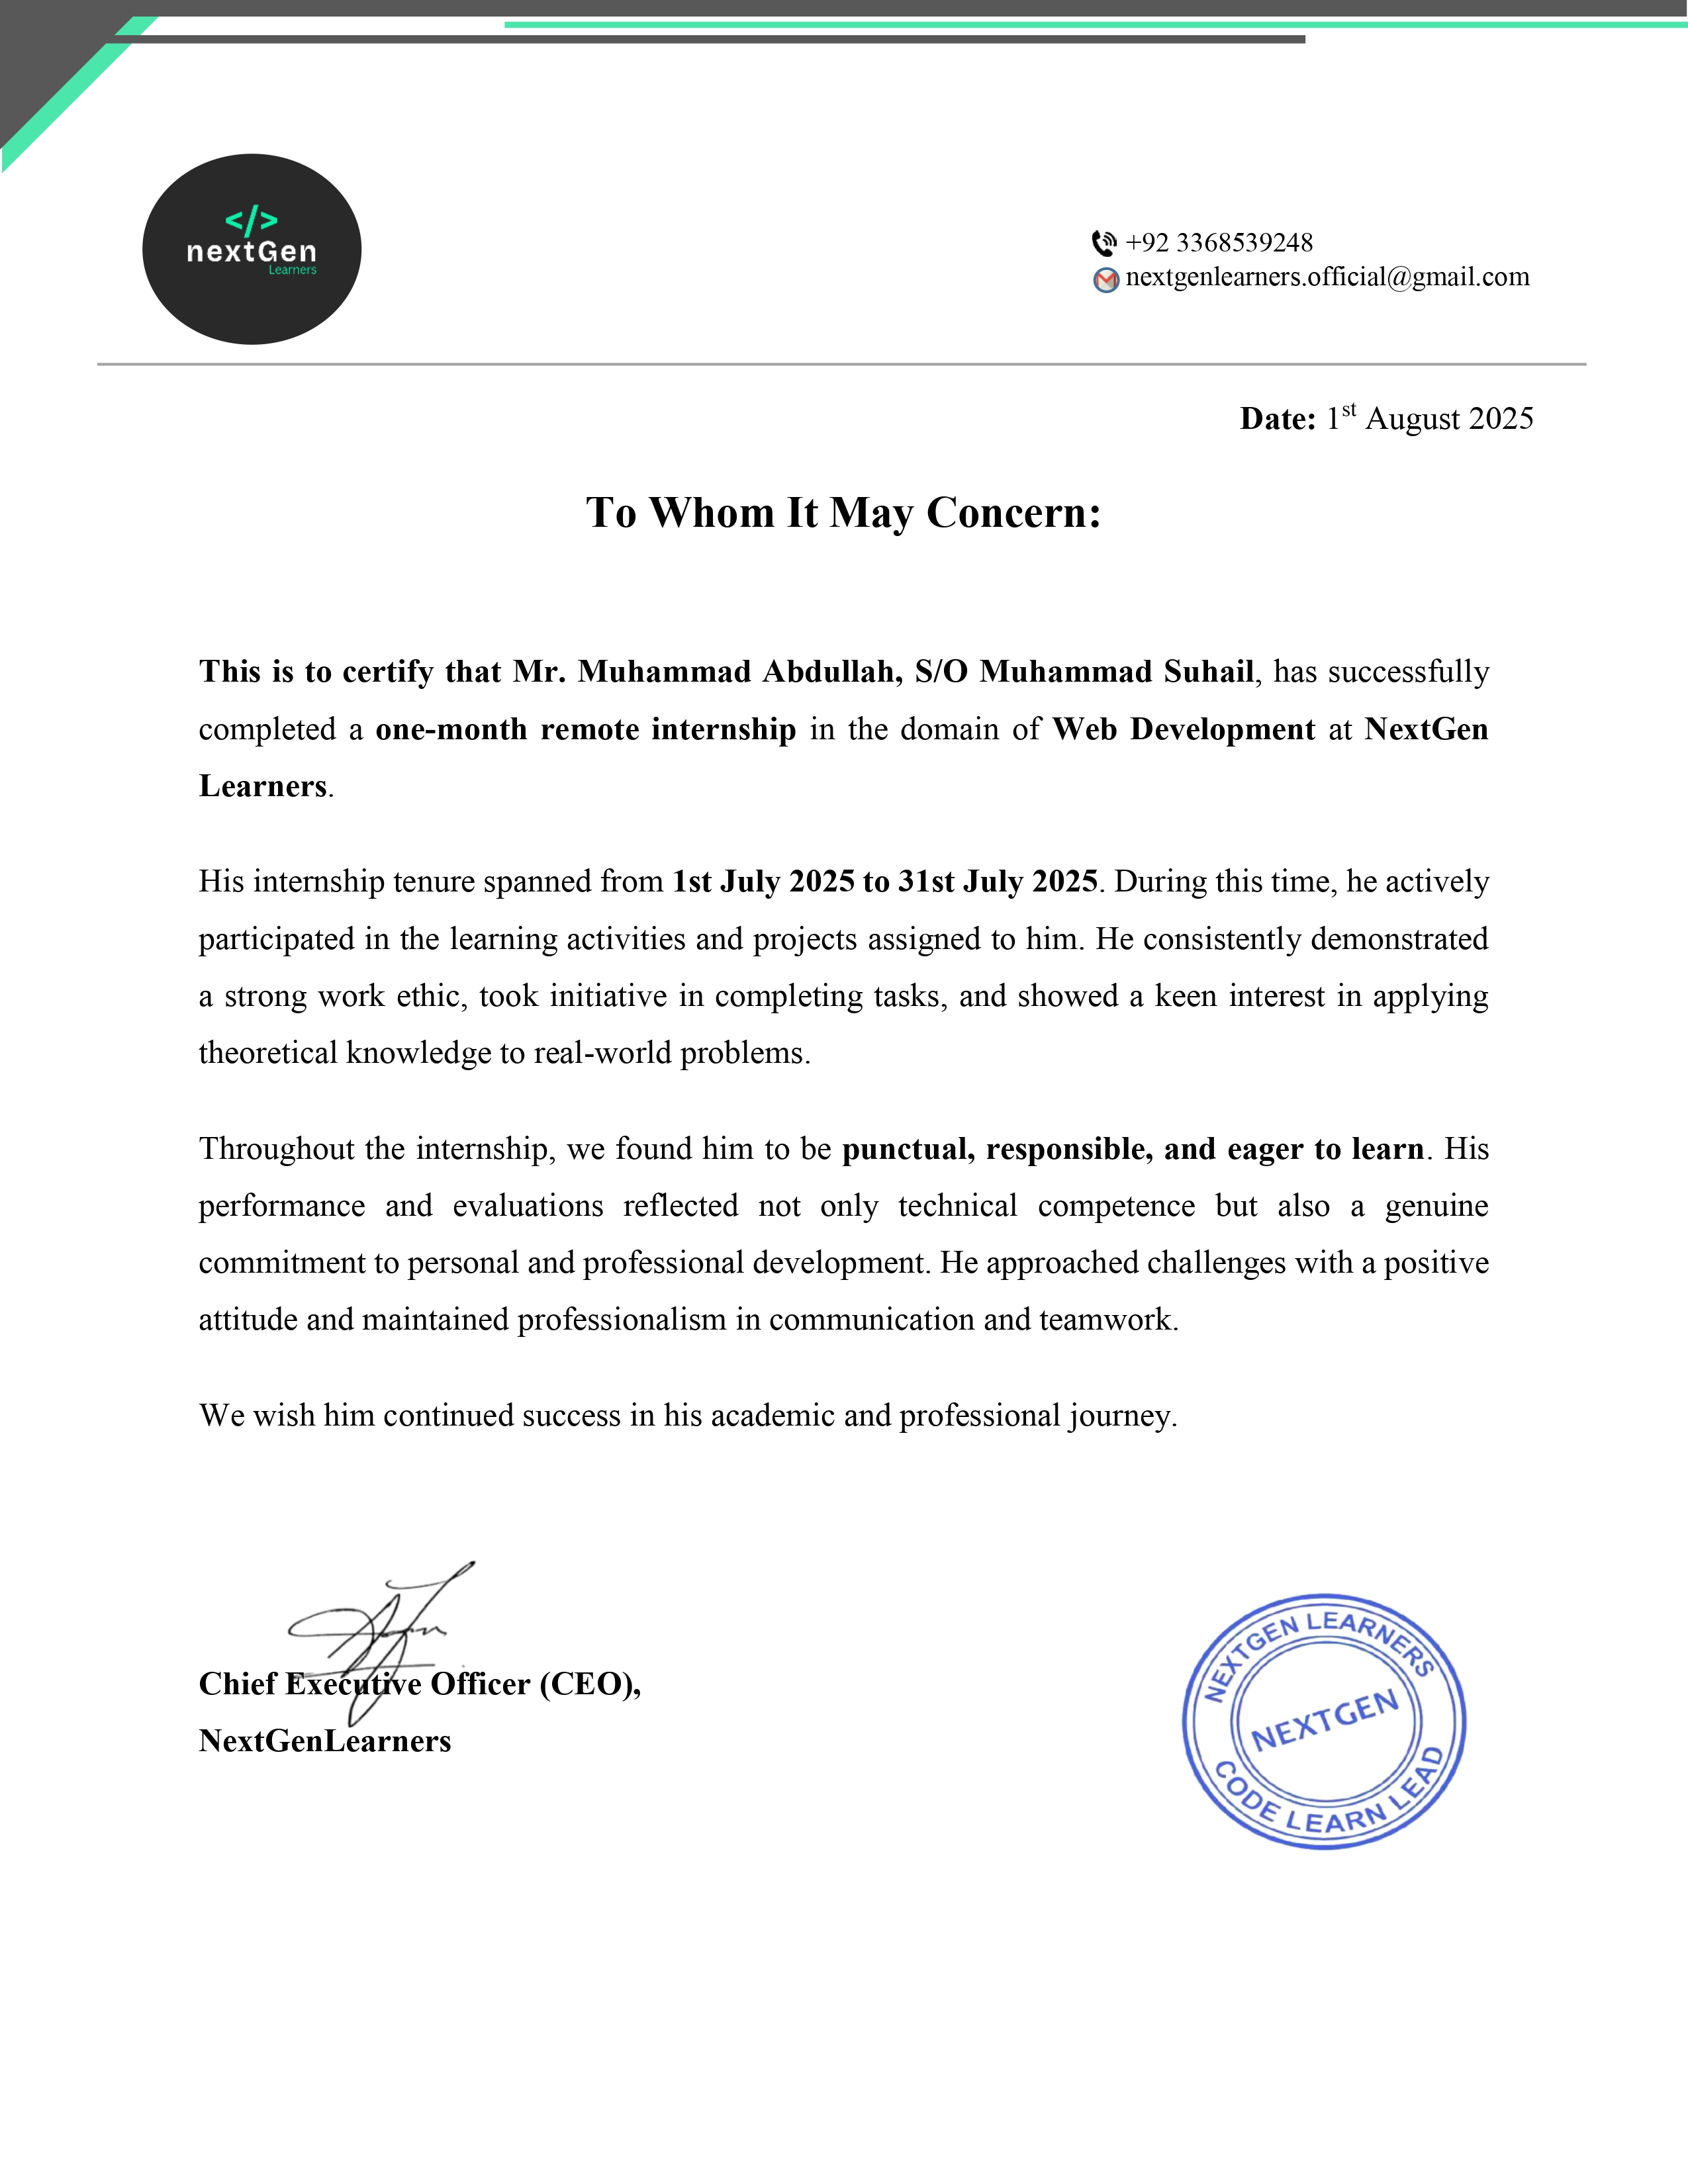 </>
nextGen
Learners
+92 3368539248
nextgenlearners.official@gmail.com
Date: 1st August 2025
To Whom It May Concern:
This is to certify that Mr. Muhammad Abdullah, S/O Muhammad Suhail, has successfully
completed a one-month remote internship in the domain of Web Development at NextGen
Learners.
His internship tenure spanned from 1st July 2025 to 31st July 2025. During this time, he actively
participated in the learning activities and projects assigned to him. He consistently demonstrated
a strong work ethic, took initiative in completing tasks, and showed a keen interest in applying
theoretical knowledge to real-world problems.
Throughout the internship, we found him to be punctual, responsible, and eager to learn. His
performance and evaluations reflected not only technical competence but also a genuine
commitment to personal and professional development. He approached challenges with a positive
attitude and maintained professionalism in communication and teamwork.
We wish him continued success in his academic and professional journey.
Chief Executive Officer (CEO),
NextGenLearners
NEXTGEN LEARNERS
NEXTGEN
CODE LEARN LEAD